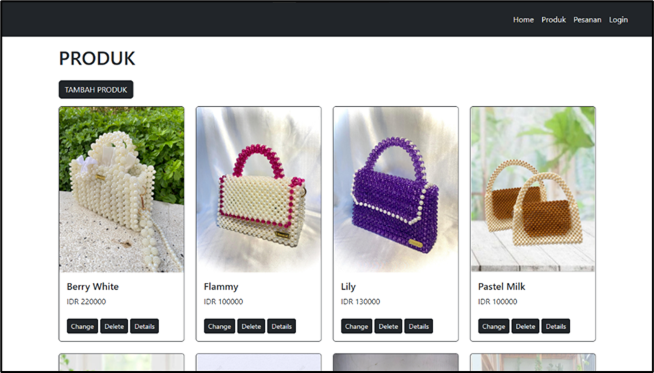 Home Produk Pesanan Login
PRODUK
TAMBAH PRODUK
Berry White
IDR 220000
Change Delete Details
Flammy
IDR 100000
Change Delete Details
Lily
IDR 130000
Change Delete Details
Pastel Milk
IDR 100000
Change Delete Details